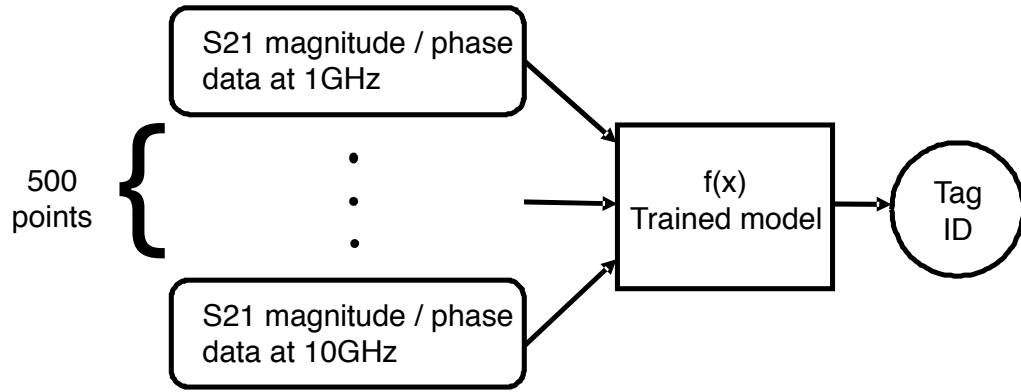 S21 magnitude / phase
data at 1GHz
500
points
f(x)
Trained model
Tag
ID
S21 magnitude / phase
data at 10GHz